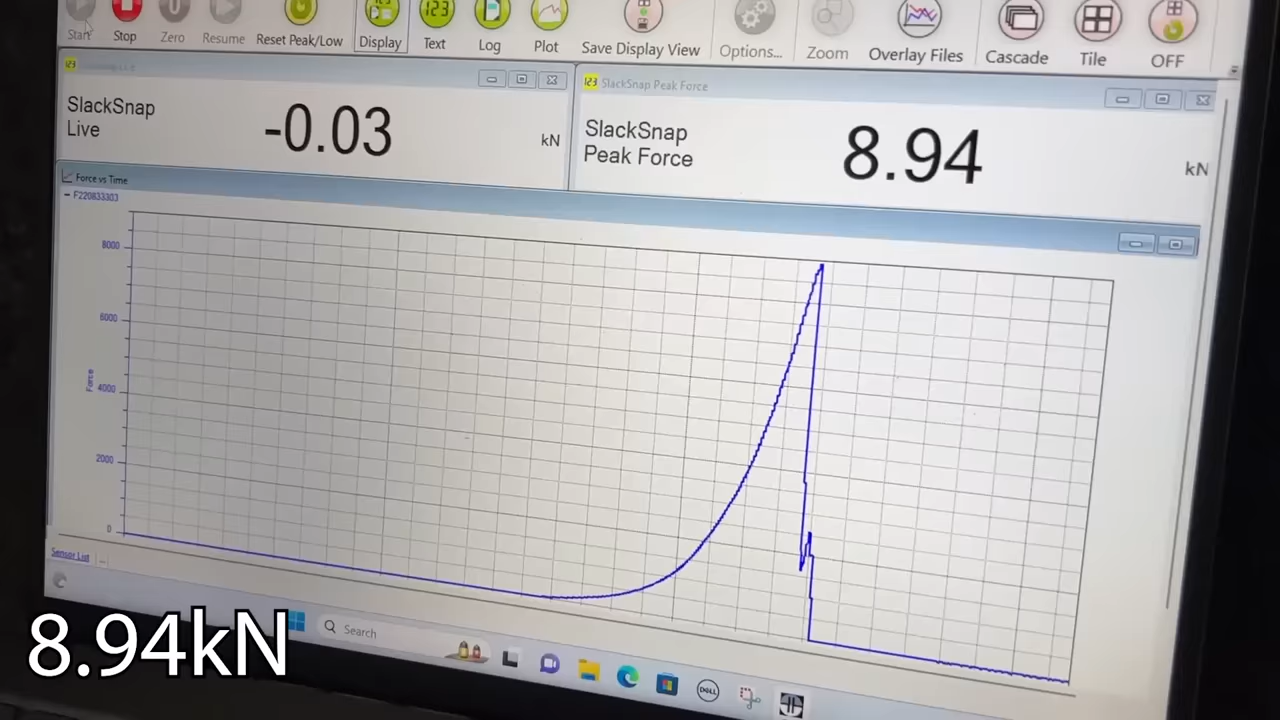 Start
Stop
Zero
Resume
Reset Peak/Low
Display
Text
Log
Plot
Save Display View
Options...
Zoom
Overlay Files
Cascade
Tile
OFF
SlackSnap
Live
-0.03
kN
SlackSnap Peak Force
SlackSnap
Peak Force
8.94
kN
Force vs Time
F220833303
8000
6000
4000
2000
0
Force
Sensor List
Search
DELL
8.94kN